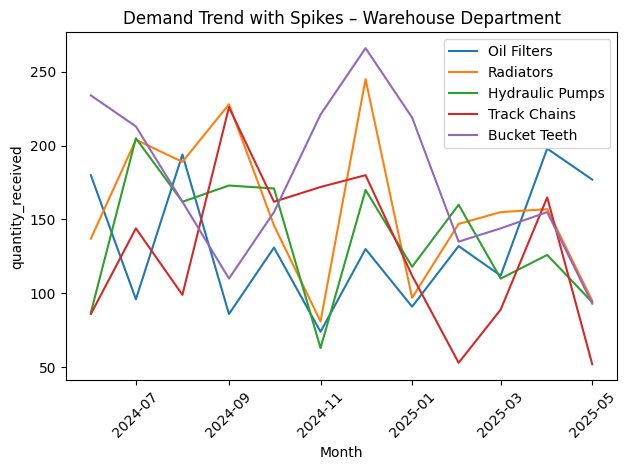 Demand Trend with Spikes – Warehouse Department
Oil Filters
Radiators
Hydraulic Pumps
Track Chains
Bucket Teeth
quantity_received
250
200
150
100
50
2024-07
2024-09
2024-11
2025-01
2025-03
2025-05
Month